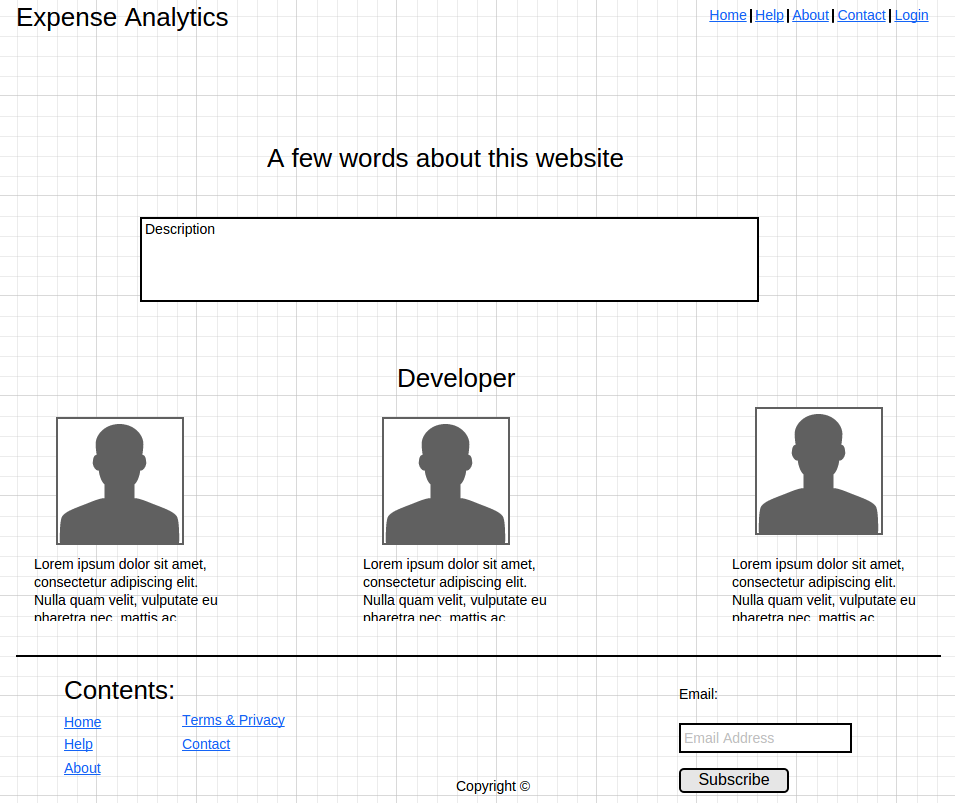 Expense Analytics
Home | Help | About | Contact | Login
A few words about this website
Description
Developer
Lorem ipsum dolor sit amet,
consectetur adipiscing elit.
Nulla quam velit, vulputate eu
pharetra nec, mattis ac
Lorem ipsum dolor sit amet,
consectetur adipiscing elit.
Nulla quam velit, vulputate eu
pharetra nec, mattis ac
Lorem ipsum dolor sit amet,
consectetur adipiscing elit.
Nulla quam velit, vulputate eu
pharetra nec, mattis ac
Contents:
Home
Help
About
Terms & Privacy
Contact
Email:
Email Address
Subscribe
Copyright ©